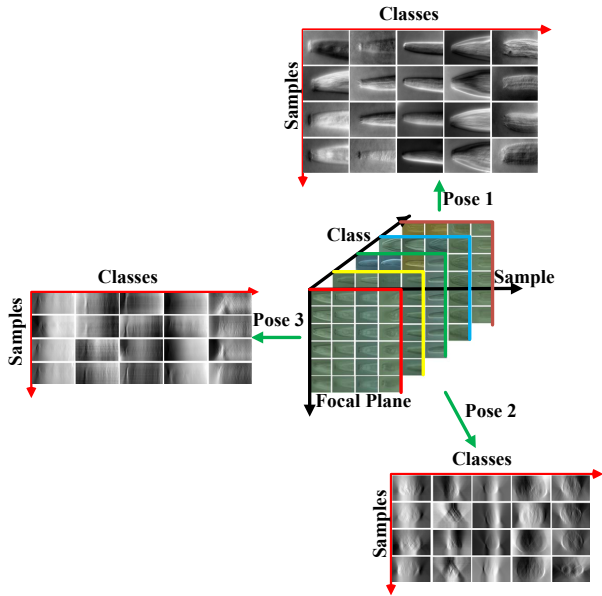 Classes
Samples
Pose 1
Class
Sample
Classes
Samples
Pose 3
Focal Plane
Pose 2
Classes
Samples